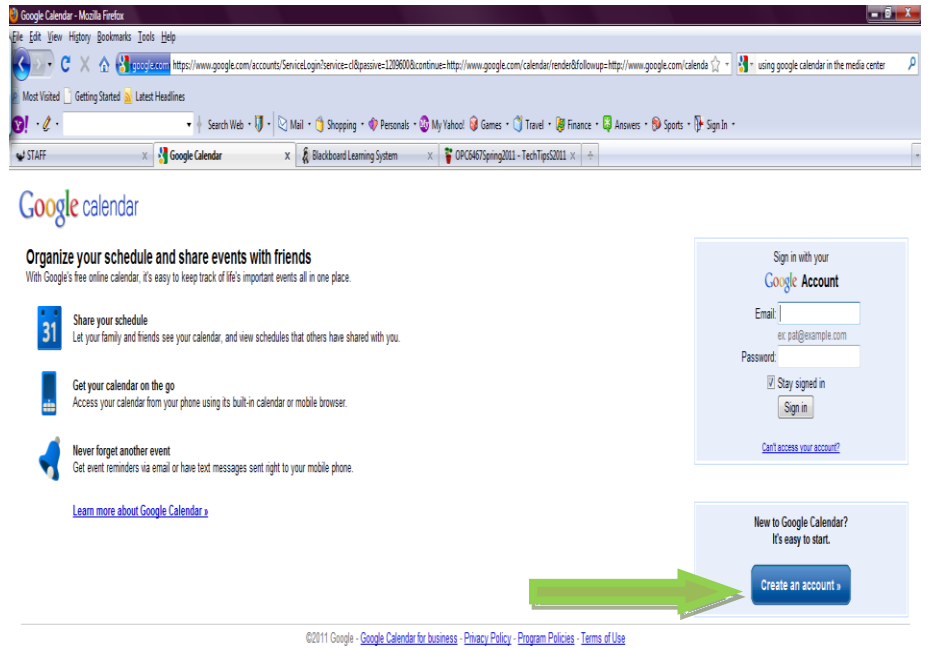 Google Calendar - Mozilla Firefox
File Edit View History Bookmarks Tools Help
google.com https://www.google.com/accounts/ServiceLogin?service=cl&passive=1209600&continue=http://www.google.com/calendar/render&followup=http://www.google.com/calenda
using google calendar in the media center
Most Visited Getting Started Latest Headlines
Search Web Mail Shopping Personals My Yahoo! Games Travel Finance Answers Sports Sign In
STAFF Google Calendar Blackboard Learning System OPC6467Spring2011 - TechTipsS2011
Google calendar
Organize your schedule and share events with friends
With Google's free online calendar, it's easy to keep track of life's important events all in one place.
31
Share your schedule
Let your family and friends see your calendar, and view schedules that others have shared with you.
Get your calendar on the go
Access your calendar from your phone using its built-in calendar or mobile browser.
Never forget another event
Get event reminders via email or have text messages sent right to your mobile phone.
Learn more about Google Calendar »
Sign in with your
Google Account
Email:
ex: pat@example.com
Password:
Stay signed in
Sign in
Can't access your account?
New to Google Calendar?
It's easy to start.
Create an account »
©2011 Google - Google Calendar for business - Privacy Policy - Program Policies - Terms of Use